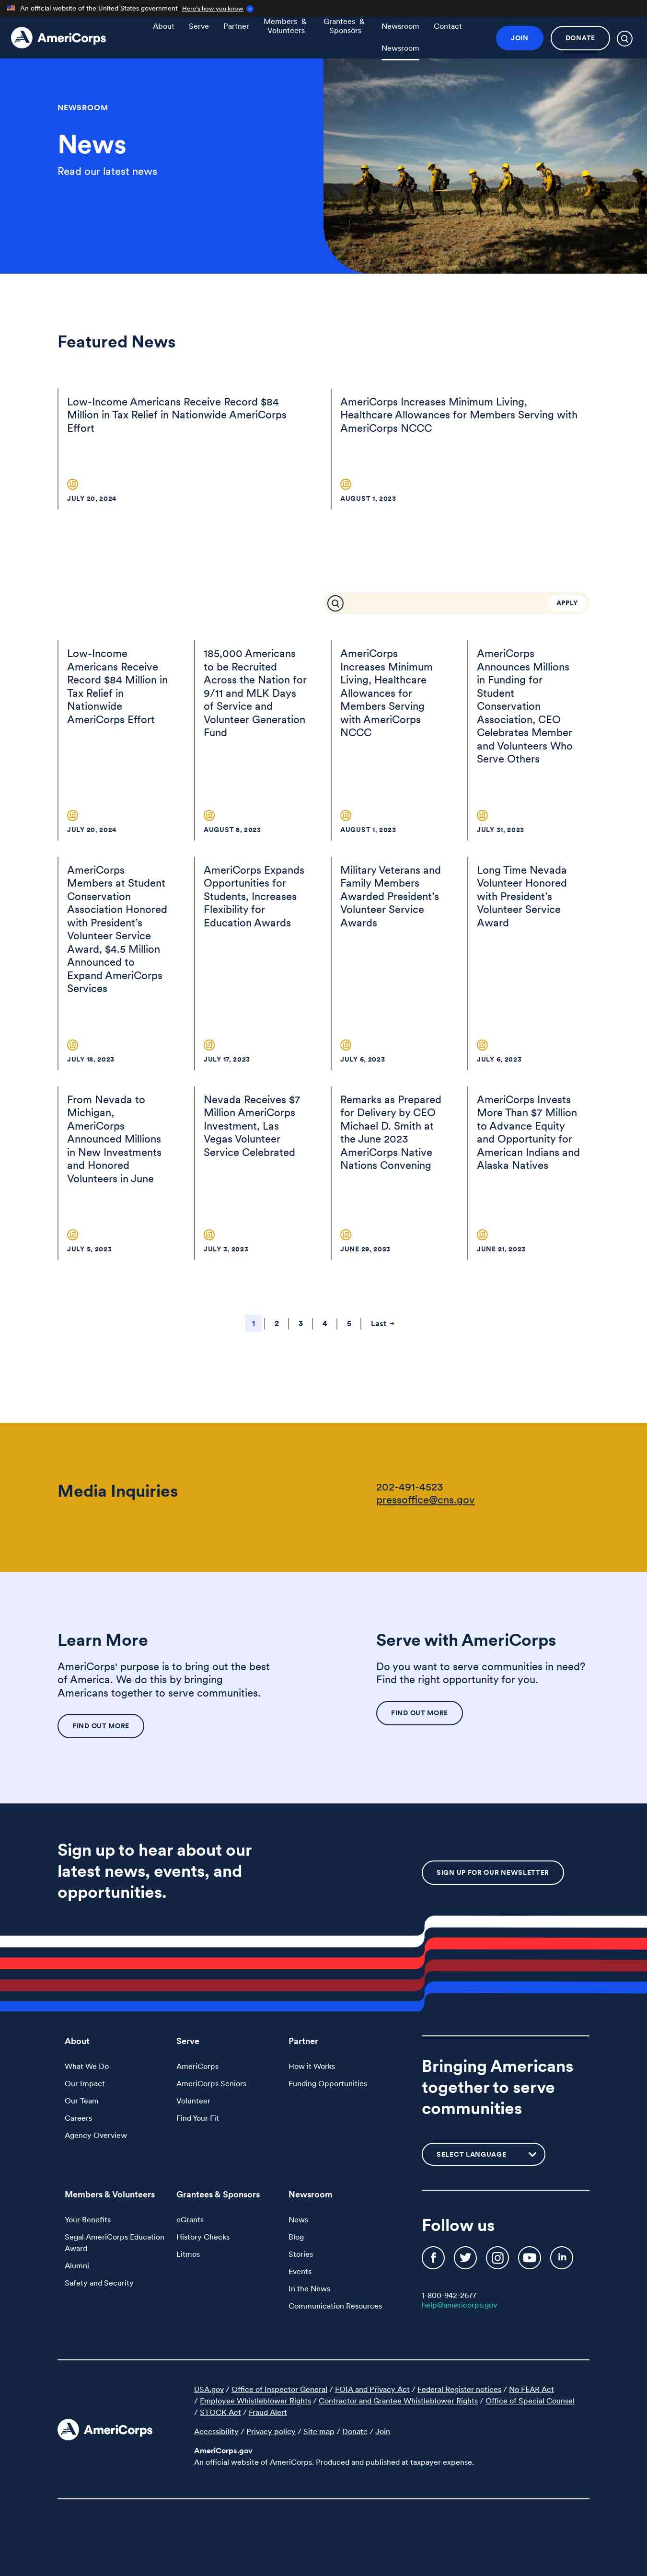 An official website of the United States government Here's how you know
AmeriCorps
About
Serve
Partner
Members &
Volunteers
Grantees &
Sponsors
Newsroom
Contact
Newsroom
JOIN
DONATE
NEWSROOM
News
Read our latest news
Featured News
Low-Income Americans Receive Record $84
Million in Tax Relief in Nationwide AmeriCorps
Effort
JULY 20, 2024
AmeriCorps Increases Minimum Living,
Healthcare Allowances for Members Serving with
AmeriCorps NCCC
AUGUST 1, 2023
APPLY
Low-Income
Americans Receive
Record $84 Million in
Tax Relief in
Nationwide
AmeriCorps Effort
JULY 20, 2024
185,000 Americans
to be Recruited
Across the Nation for
9/11 and MLK Days
of Service and
Volunteer Generation
Fund
AUGUST 8, 2023
AmeriCorps
Increases Minimum
Living, Healthcare
Allowances for
Members Serving
with AmeriCorps
NCCC
AUGUST 1, 2023
AmeriCorps
Announces Millions
in Funding for
Student
Conservation
Association, CEO
Celebrates Member
and Volunteers Who
Serve Others
JULY 31, 2023
AmeriCorps
Members at Student
Conservation
Association Honored
with President's
Volunteer Service
Award, $4.5 Million
Announced to
Expand AmeriCorps
Services
JULY 18, 2023
AmeriCorps Expands
Opportunities for
Students, Increases
Flexibility for
Education Awards
JULY 17, 2023
Military Veterans and
Family Members
Awarded President's
Volunteer Service
Awards
JULY 6, 2023
Long Time Nevada
Volunteer Honored
with President's
Volunteer Service
Award
JULY 6, 2023
From Nevada to
Michigan,
AmeriCorps
Announced Millions
in New Investments
and Honored
Volunteers in June
JULY 5, 2023
Nevada Receives $7
Million AmeriCorps
Investment, Las
Vegas Volunteer
Service Celebrated
JULY 3, 2023
Remarks as Prepared
for Delivery by CEO
Michael D. Smith at
the June 2023
AmeriCorps Native
Nations Convening
JUNE 29, 2023
AmeriCorps Invests
More Than $7 Million
to Advance Equity
and Opportunity for
American Indians and
Alaska Natives
JUNE 21, 2023
1 2 3 4 5 Last →
Media Inquiries
202-491-4523
pressoffice@cns.gov
Learn More
AmeriCorps' purpose is to bring out the best
of America. We do this by bringing
Americans together to serve communities.
FIND OUT MORE
Serve with AmeriCorps
Do you want to serve communities in need?
Find the right opportunity for you.
FIND OUT MORE
Sign up to hear about our
latest news, events, and
opportunities.
SIGN UP FOR OUR NEWSLETTER
About
What We Do
Our Impact
Our Team
Careers
Agency Overview
Serve
AmeriCorps
AmeriCorps Seniors
Volunteer
Find Your Fit
Partner
How it Works
Funding Opportunities
Bringing Americans
together to serve
communities
SELECT LANGUAGE
Members & Volunteers
Your Benefits
Segal AmeriCorps Education
Award
Alumni
Safety and Security
Grantees & Sponsors
eGrants
History Checks
Litmos
Newsroom
News
Blog
Stories
Events
In the News
Communication Resources
Follow us
1-800-942-2677
help@americorps.gov
AmeriCorps
USA.gov / Office of Inspector General / FOIA and Privacy Act / Federal Register notices / No FEAR Act
/ Employee Whistleblower Rights / Contractor and Grantee Whistleblower Rights / Office of Special Counsel
/ STOCK Act / Fraud Alert
Accessibility / Privacy policy / Site map / Donate / Join
AmeriCorps.gov
An official website of AmeriCorps. Produced and published at taxpayer expense.